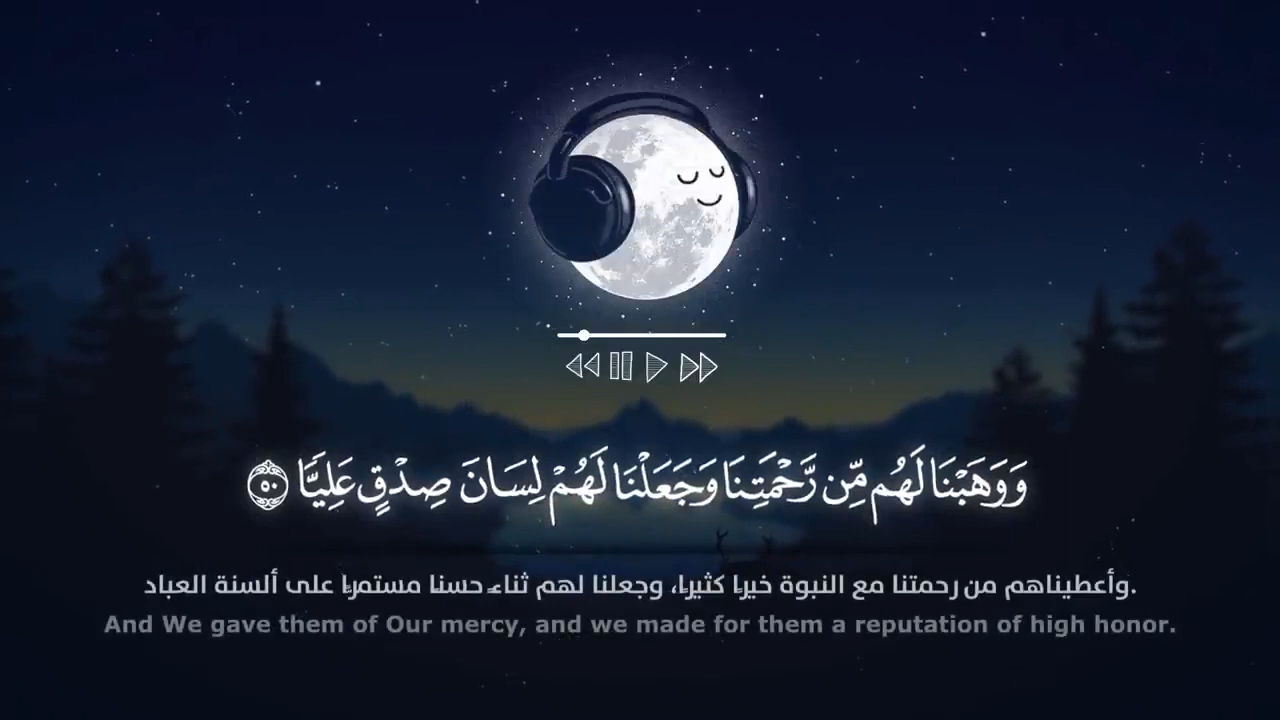 وَوَهَبْنَا لَهُم مِّن رَّحْمَتِنَا وَجَعَلْنَا لَهُمْ لِسَانَ صِدْقٍ عَلِيًّا ٥٠
وأعطيناهم من رحمتنا مع النبوة خيرا كثيرا، وجعلنا لهم ثناء حسنا مستمرا على ألسنة العباد.
And We gave them of Our mercy, and we made for them a reputation of high honor.